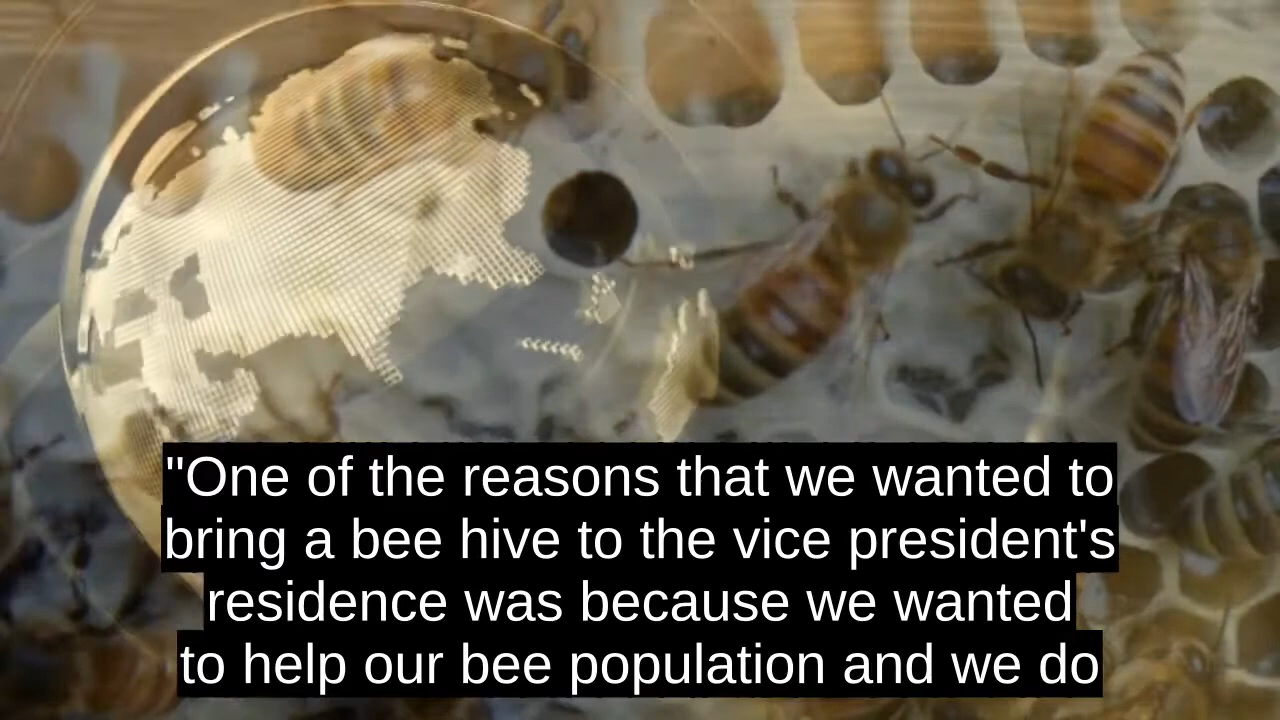 "One of the reasons that we wanted to
bring a bee hive to the vice president's
residence was because we wanted
to help our bee population and we do